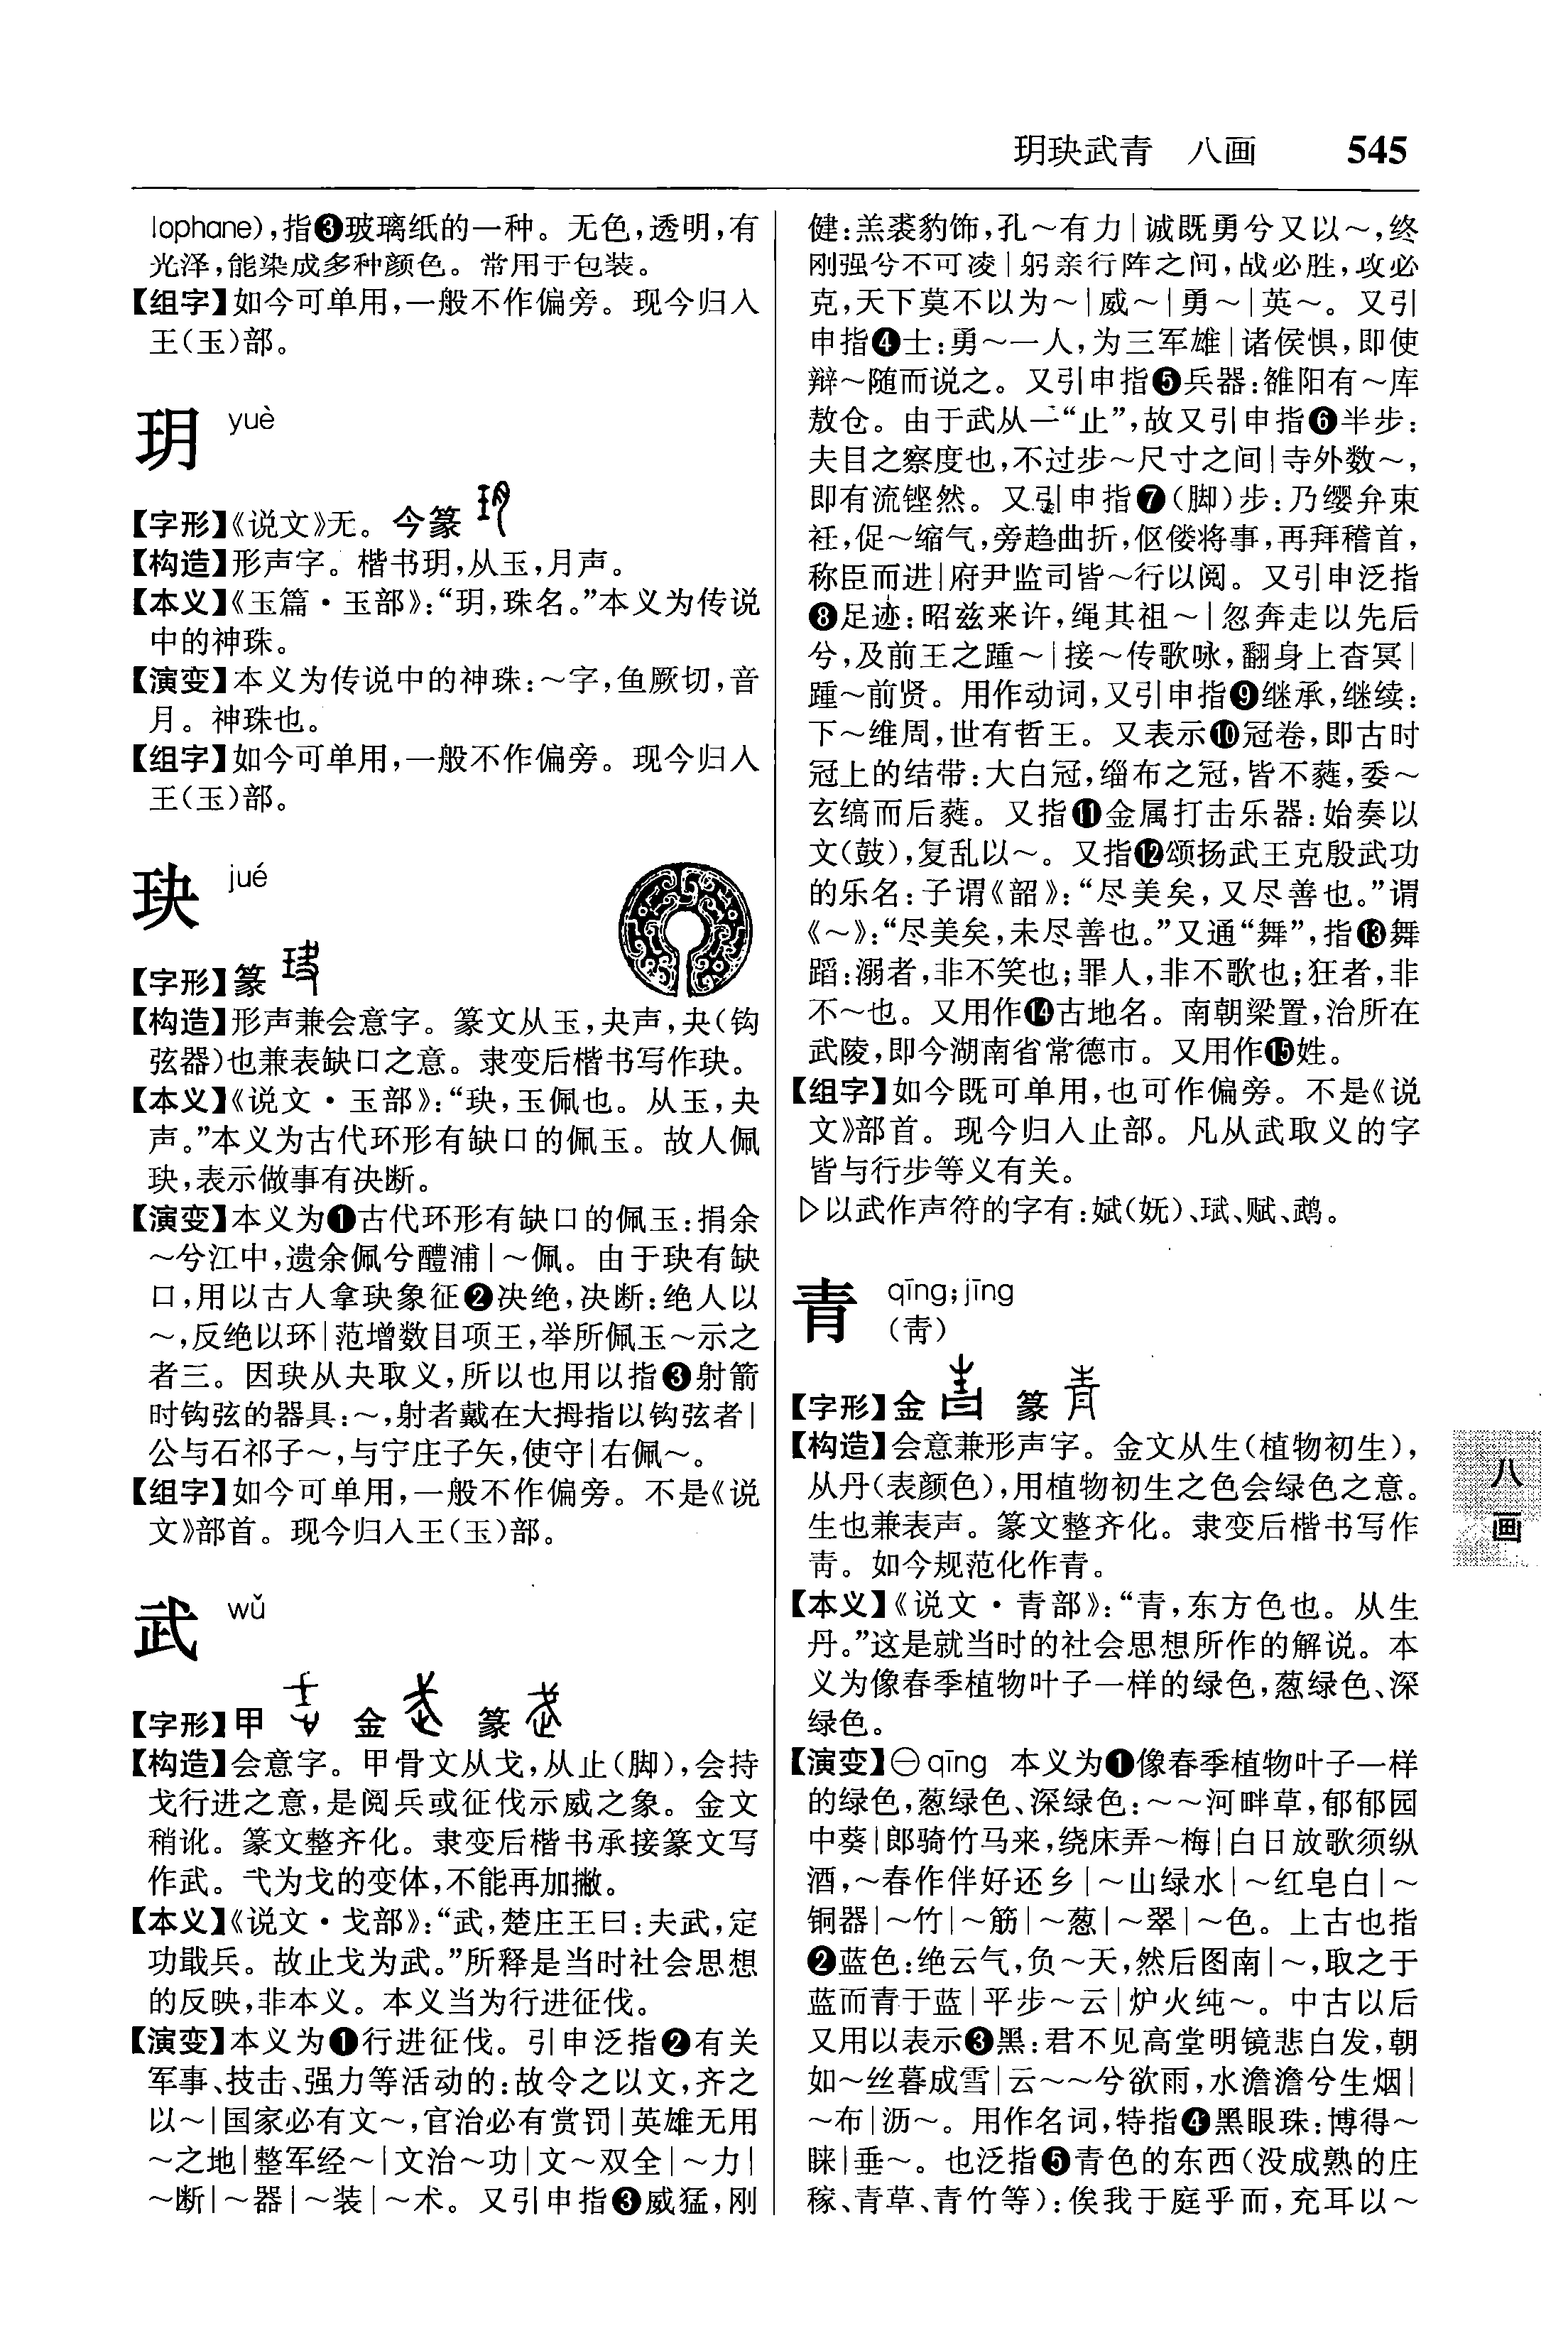 玥玦武青　八画　545
lophane),指❸玻璃纸的一种。无色,透明,有
光泽,能染成多种颜色。常用于包装。
【组字】如今可单用,一般不作偏旁。现今归入
王(玉)部。
玥 yuè
【字形】《说文》无。今篆
【构造】形声字。楷书玥,从玉,月声。
【本义】《玉篇·玉部》:“玥,珠名。”本义为传说
中的神珠。
【演变】本义为传说中的神珠:～字,鱼厥切,音
月。神珠也。
【组字】如今可单用,一般不作偏旁。现今归入
王(玉)部。
玦 jué
【字形】篆
【构造】形声兼会意字。篆文从玉,夬声,夬(钩
弦器)也兼表缺口之意。隶变后楷书写作玦。
【本义】《说文·玉部》:“玦,玉佩也。从玉,夬
声。”本义为古代环形有缺口的佩玉。故人佩
玦,表示做事有决断。
【演变】本义为❶古代环形有缺口的佩玉:捐余
～兮江中,遗余佩兮醴浦|～佩。由于玦有缺
口,用以古人拿玦象征❷决绝,决断:绝人以
～,反绝以环|范增数目项王,举所佩玉～示之
者三。因玦从夬取义,所以也用以指❸射箭
时钩弦的器具:～,射者戴在大拇指以钩弦者|
公与石祁子～,与宁庄子矢,使守|右佩～。
【组字】如今可单用,一般不作偏旁。不是《说
文》部首。现今归入王(玉)部。
武 wǔ
【字形】甲 金 篆
【构造】会意字。甲骨文从戈,从止(脚),会持
戈行进之意,是阅兵或征伐示威之象。金文
稍讹。篆文整齐化。隶变后楷书承接篆文写
作武。弋为戈的变体,不能再加撇。
【本义】《说文·戈部》:“武,楚庄王曰:夫武,定
功戢兵。故止戈为武。”所释是当时社会思想
的反映,非本义。本义当为行进征伐。
【演变】本义为❶行进征伐。引申泛指❷有关
军事、技击、强力等活动的:故令之以文,齐之
以～|国家必有文～,官治必有赏罚|英雄无用
～之地|整军经～|文治～功|文～双全|～力|
～断|～器|～装|～术。又引申指❸威猛,刚
健:羔裘豹饰,孔～有力|诚既勇兮又以～,终
刚强兮不可凌|躬亲行阵之间,战必胜,攻必
克,天下莫不以为～|威～|勇～|英～。又引
申指❹士:勇～一人,为三军雄|诸侯惧,即使
辩～随而说之。又引申指❺兵器:雒阳有～库
敖仓。由于武从一“止”,故又引申指❻半步:
夫目之察度也,不过步～尺寸之间|寺外数～,
即有流铿然。又引申指❼(脚)步:乃缨弁束
衽,促～缩气,旁趋曲折,伛偻将事,再拜稽首,
称臣而进|府尹监司皆～行以阅。又引申泛指
❽足迹:昭兹来许,绳其祖～|忽奔走以先后
兮,及前王之踵～|接～传歌咏,翻身上杳冥|
踵～前贤。用作动词,又引申指❾继承,继续:
下～维周,世有哲王。又表示❿冠卷,即古时
冠上的结带:大白冠,缁布之冠,皆不蕤,委～
玄缟而后蕤。又指⓫金属打击乐器:始奏以
文(鼓),复乱以～。又指⓬颂扬武王克殷武功
的乐名:子谓《韶》:“尽美矣,又尽善也。”谓
《～》:“尽美矣,未尽善也。”又通“舞”,指⓭舞
蹈:溺者,非不笑也;罪人,非不歌也;狂者,非
不～也。又用作⓮古地名。南朝梁置,治所在
武陵,即今湖南省常德市。又用作⓯姓。
【组字】如今既可单用,也可作偏旁。不是《说
文》部首。现今归入止部。凡从武取义的字
皆与行步等义有关。
▷以武作声符的字有:娬(妩)、珷、赋、鹉。
青 qīng;jīng
(靑)
【字形】金 篆
【构造】会意兼形声字。金文从生(植物初生),
从丹(表颜色),用植物初生之色会绿色之意。
生也兼表声。篆文整齐化。隶变后楷书写作
靑。如今规范化作青。
【本义】《说文·青部》:“青,东方色也。从生
丹。”这是就当时的社会思想所作的解说。本
义为像春季植物叶子一样的绿色,葱绿色、深
绿色。
【演变】㊀qīng 本义为❶像春季植物叶子一样
的绿色,葱绿色、深绿色:～～河畔草,郁郁园
中葵|郎骑竹马来,绕床弄～梅|白日放歌须纵
酒,～春作伴好还乡|～山绿水|～红皂白|～
铜器|～竹|～筋|～葱|～翠|～色。上古也指
❷蓝色:绝云气,负～天,然后图南|～,取之于
蓝而青于蓝|平步～云|炉火纯～。中古以后
又用以表示❸黑:君不见高堂明镜悲白发,朝
如～丝暮成雪|云～～兮欲雨,水澹澹兮生烟|
～布|沥～。用作名词,特指❹黑眼珠:博得～
睐|垂～。也泛指❺青色的东西(没成熟的庄
稼、青草、青竹等):俟我于庭乎而,充耳以～
八
画